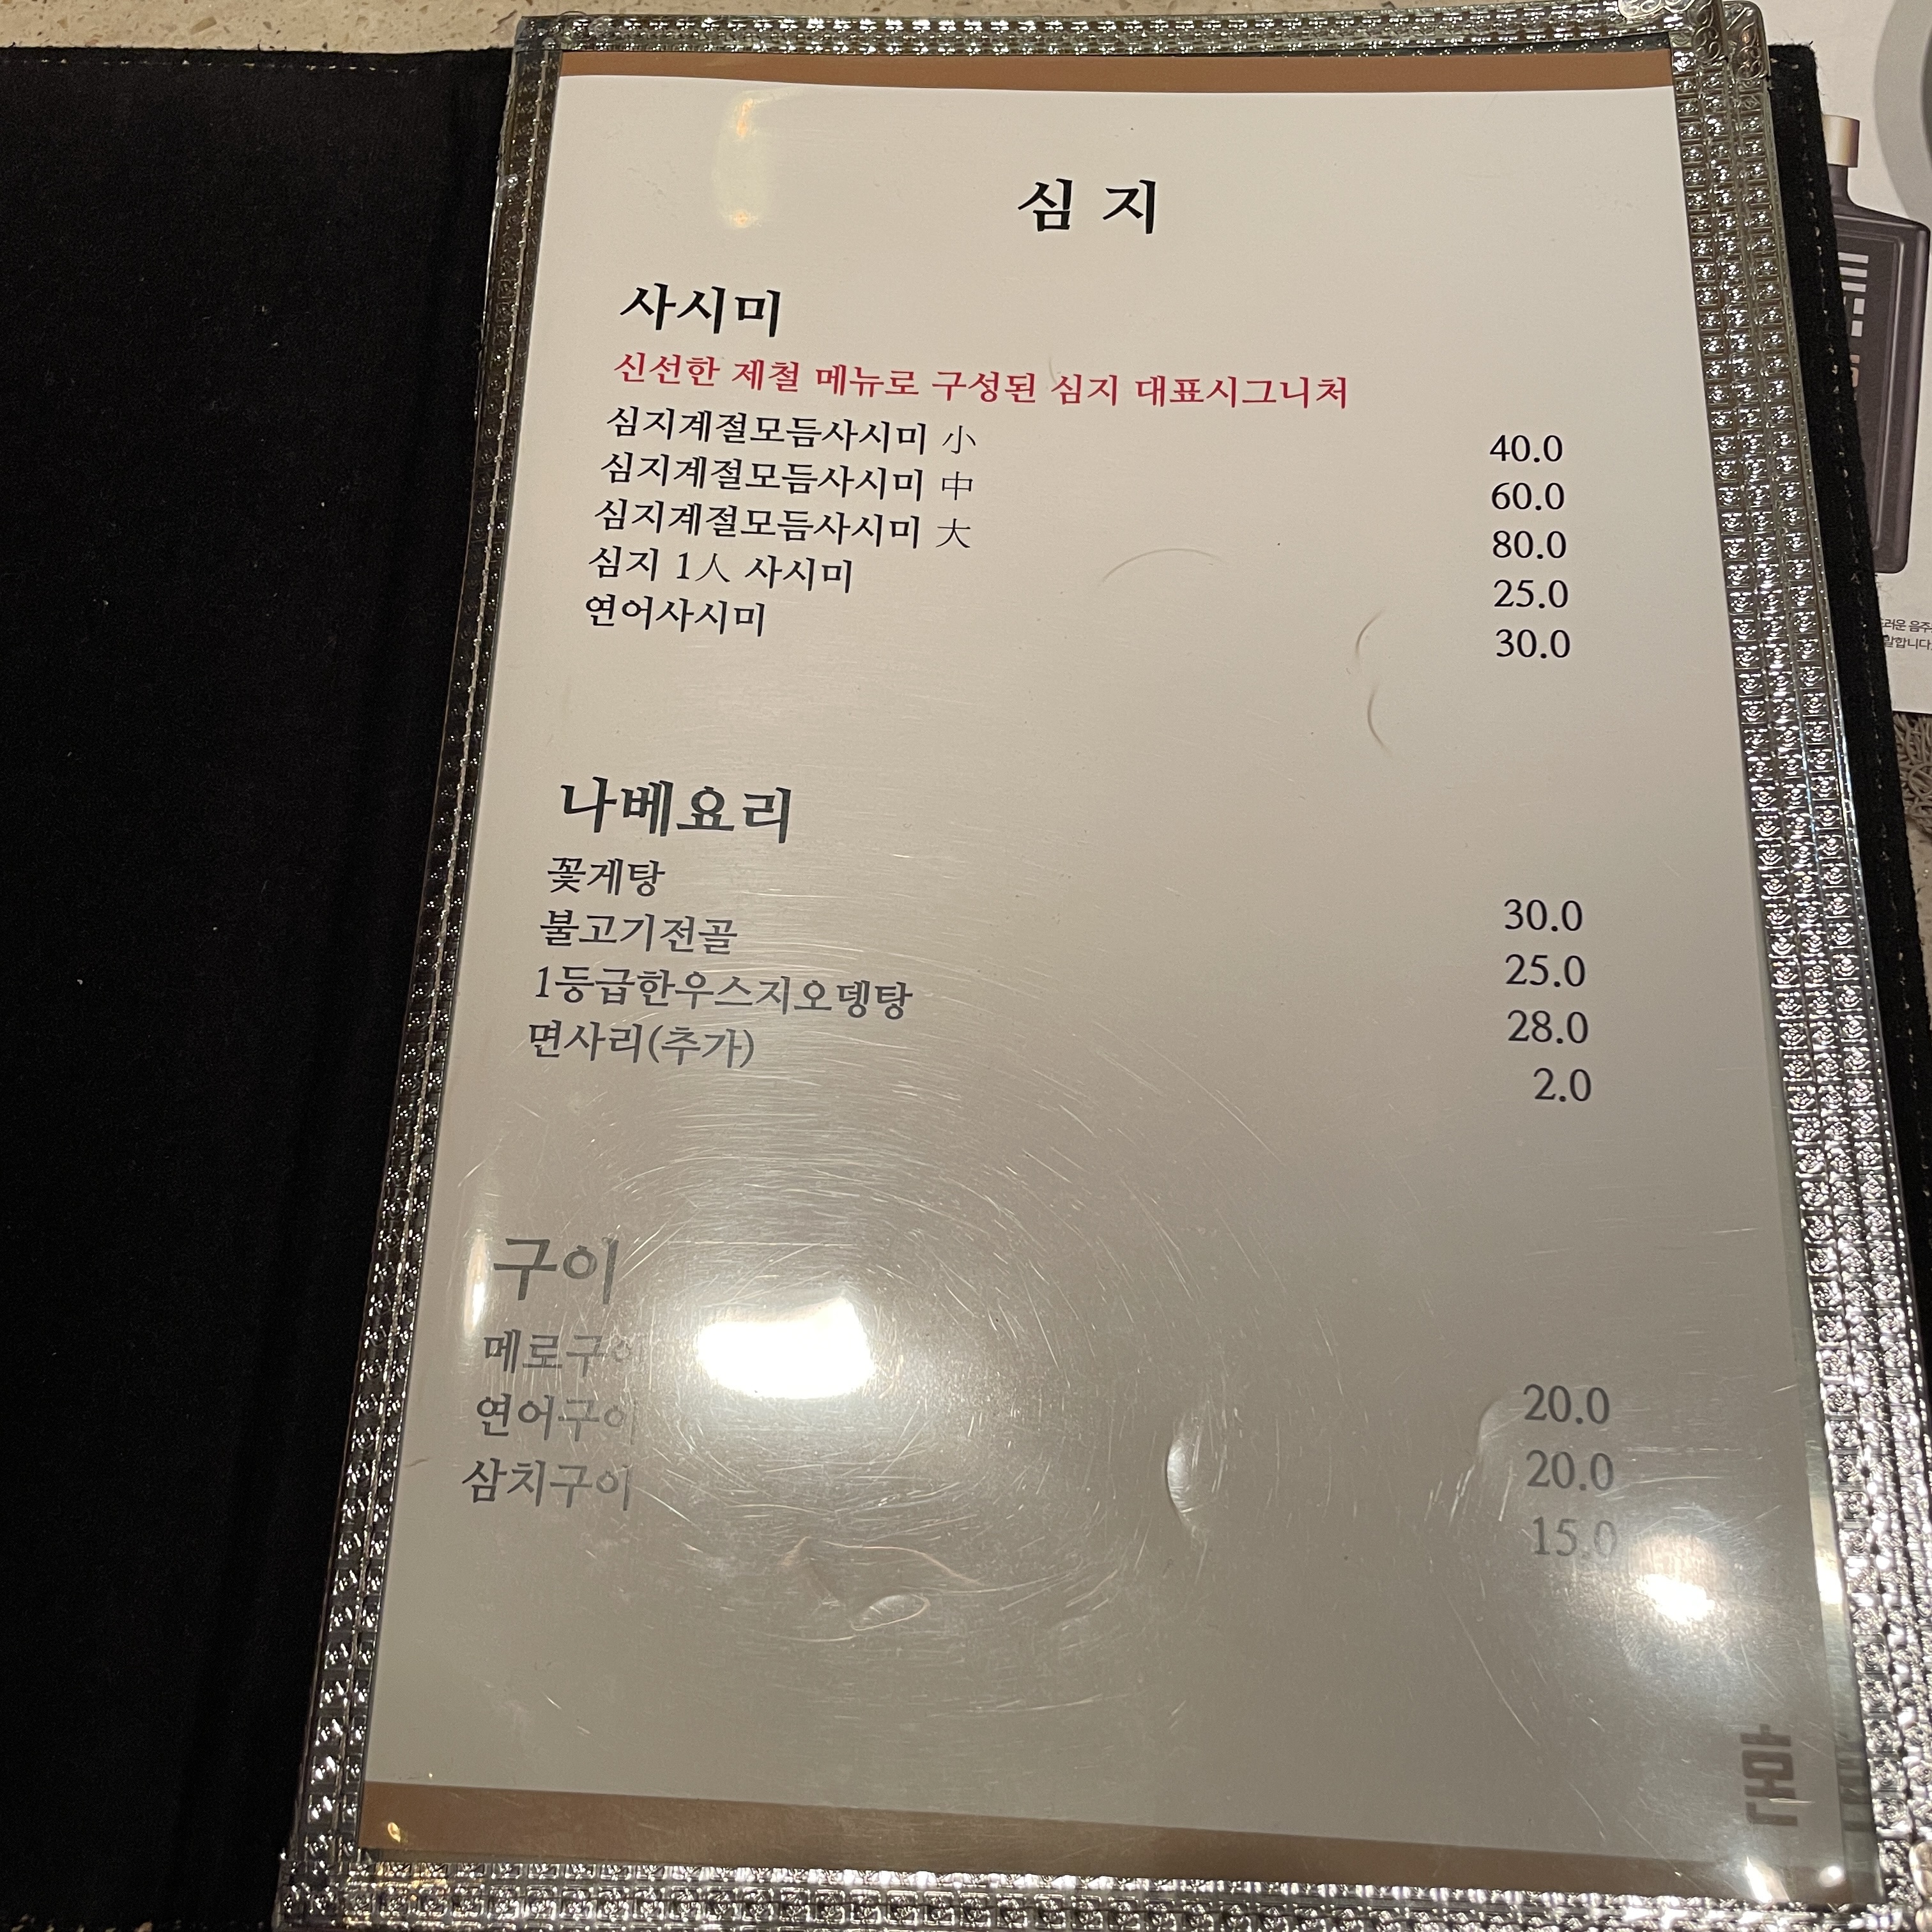 심 지
사시미
신선한 제철 메뉴로 구성된 심지 대표시그니처
심지계절모듬사시미 小 40.0
심지계절모듬사시미 中 60.0
심지계절모듬사시미 大 80.0
심지 1人 사시미 25.0
연어사시미 30.0
나베요리
꽃게탕 30.0
불고기전골 25.0
1등급한우스지오뎅탕 28.0
면사리(추가) 2.0
구이
메로구이 20.0
연어구이 20.0
삼치구이 15.0
혼